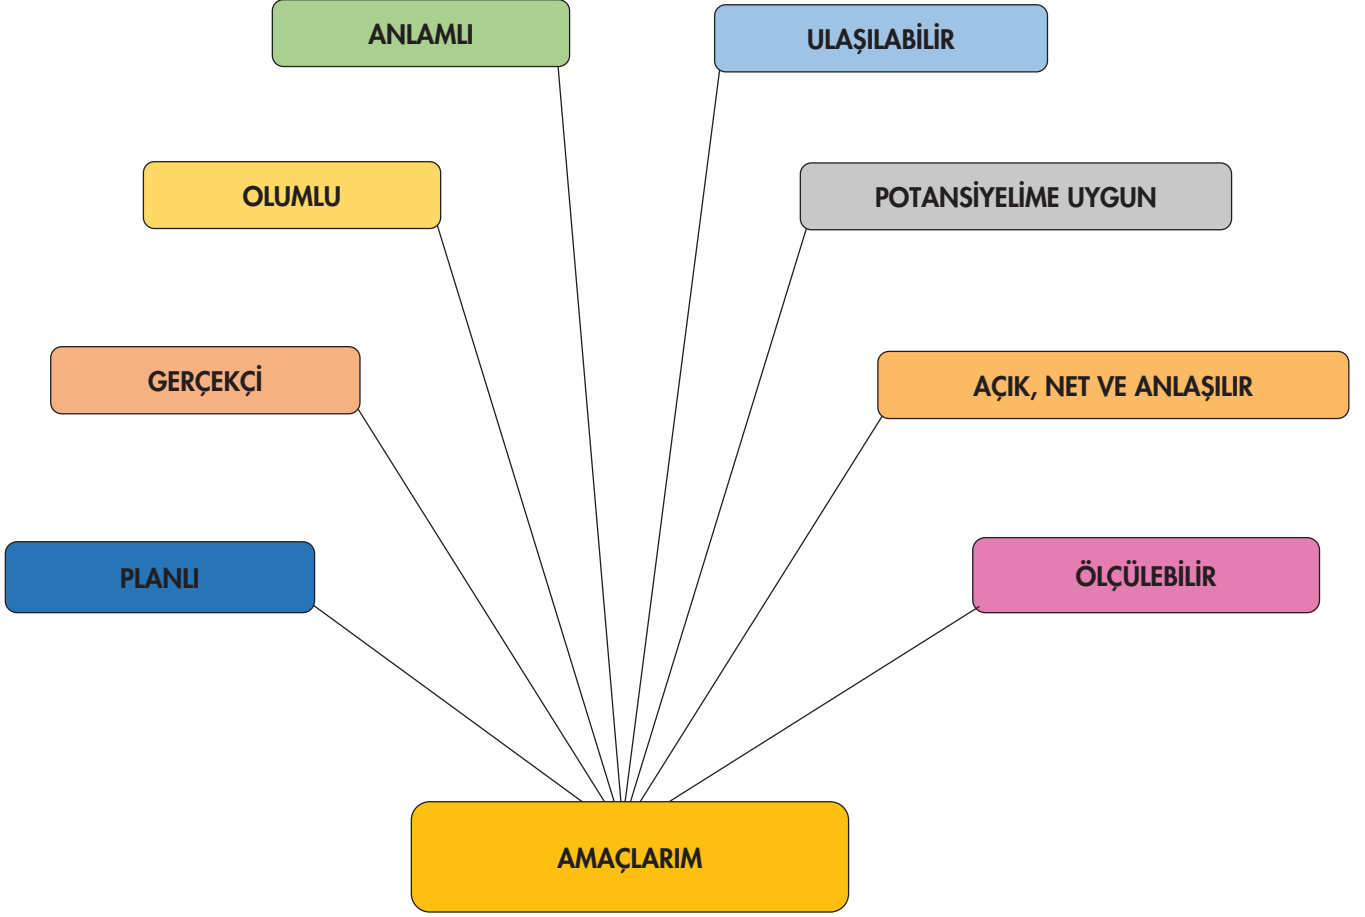 ANLAMLI
ULAŞILABİLİR
OLUMLU
POTANSİYELİME UYGUN
GERÇEKÇİ
AÇIK, NET VE ANLAŞILIR
PLANLI
ÖLÇÜLEBİLİR
AMAÇLARIM